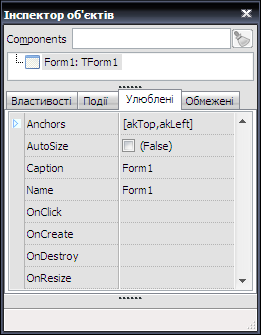 Інспектор об'єктів
Components
Form1: TForm1
Властивості Події Улюблені Обмежені
Anchors [akTop,akLeft]
AutoSize (False)
Caption Form1
Name Form1
OnClick
OnCreate
OnDestroy
OnResize